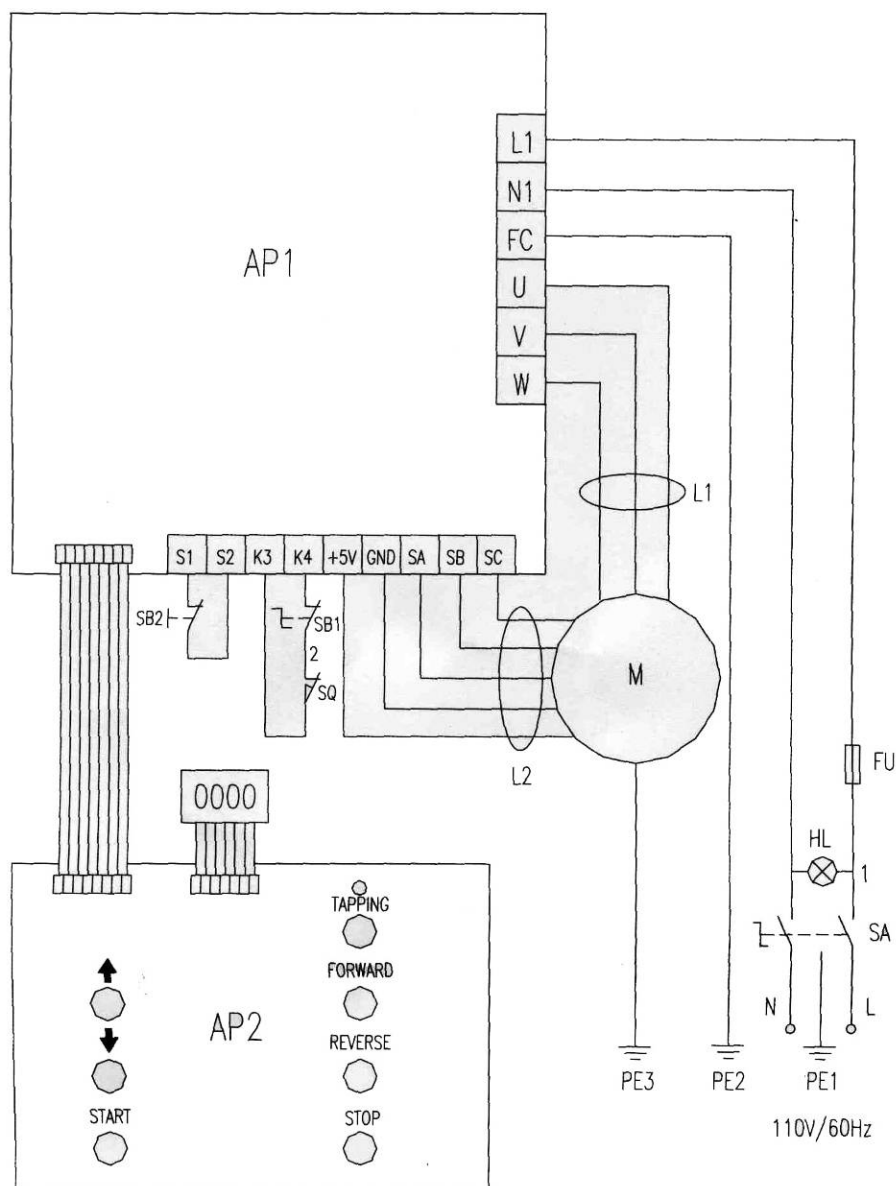 AP1
L1
N1
FC
U
V
W
L1
S1 S2 K3 K4 +5V GND SA SB SC
SB2
SB1
2
SQ
M
L2
FU
0000
HL
1
TAPPING
SA
FORWARD
N L
AP2
REVERSE
PE3 PE2 PE1
START STOP
110V/60Hz